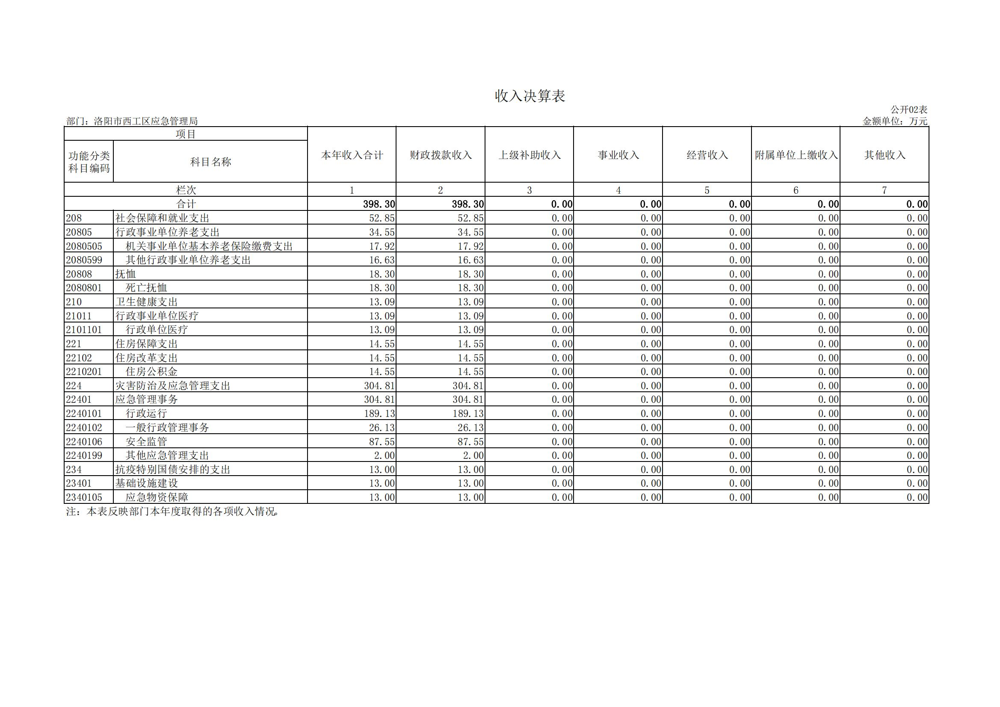 收入决算表
公开02表
部门：洛阳市西工区应急管理局 金额单位：万元
项目 本年收入合计 财政拨款收入 上级补助收入 事业收入 经营收入 附属单位上缴收入 其他收入
功能分类科目编码 科目名称
栏次 1 2 3 4 5 6 7
合计 398.30 398.30 0.00 0.00 0.00 0.00 0.00
208 社会保障和就业支出 52.85 52.85 0.00 0.00 0.00 0.00 0.00
20805 行政事业单位养老支出 34.55 34.55 0.00 0.00 0.00 0.00 0.00
2080505 机关事业单位基本养老保险缴费支出 17.92 17.92 0.00 0.00 0.00 0.00 0.00
2080599 其他行政事业单位养老支出 16.63 16.63 0.00 0.00 0.00 0.00 0.00
20808 抚恤 18.30 18.30 0.00 0.00 0.00 0.00 0.00
2080801 死亡抚恤 18.30 18.30 0.00 0.00 0.00 0.00 0.00
210 卫生健康支出 13.09 13.09 0.00 0.00 0.00 0.00 0.00
21011 行政事业单位医疗 13.09 13.09 0.00 0.00 0.00 0.00 0.00
2101101 行政单位医疗 13.09 13.09 0.00 0.00 0.00 0.00 0.00
221 住房保障支出 14.55 14.55 0.00 0.00 0.00 0.00 0.00
22102 住房改革支出 14.55 14.55 0.00 0.00 0.00 0.00 0.00
2210201 住房公积金 14.55 14.55 0.00 0.00 0.00 0.00 0.00
224 灾害防治及应急管理支出 304.81 304.81 0.00 0.00 0.00 0.00 0.00
22401 应急管理事务 304.81 304.81 0.00 0.00 0.00 0.00 0.00
2240101 行政运行 189.13 189.13 0.00 0.00 0.00 0.00 0.00
2240102 一般行政管理事务 26.13 26.13 0.00 0.00 0.00 0.00 0.00
2240106 安全监管 87.55 87.55 0.00 0.00 0.00 0.00 0.00
2240199 其他应急管理支出 2.00 2.00 0.00 0.00 0.00 0.00 0.00
234 抗疫特别国债安排的支出 13.00 13.00 0.00 0.00 0.00 0.00 0.00
23401 基础设施建设 13.00 13.00 0.00 0.00 0.00 0.00 0.00
2340105 应急物资保障 13.00 13.00 0.00 0.00 0.00 0.00 0.00
注：本表反映部门本年度取得的各项收入情况。